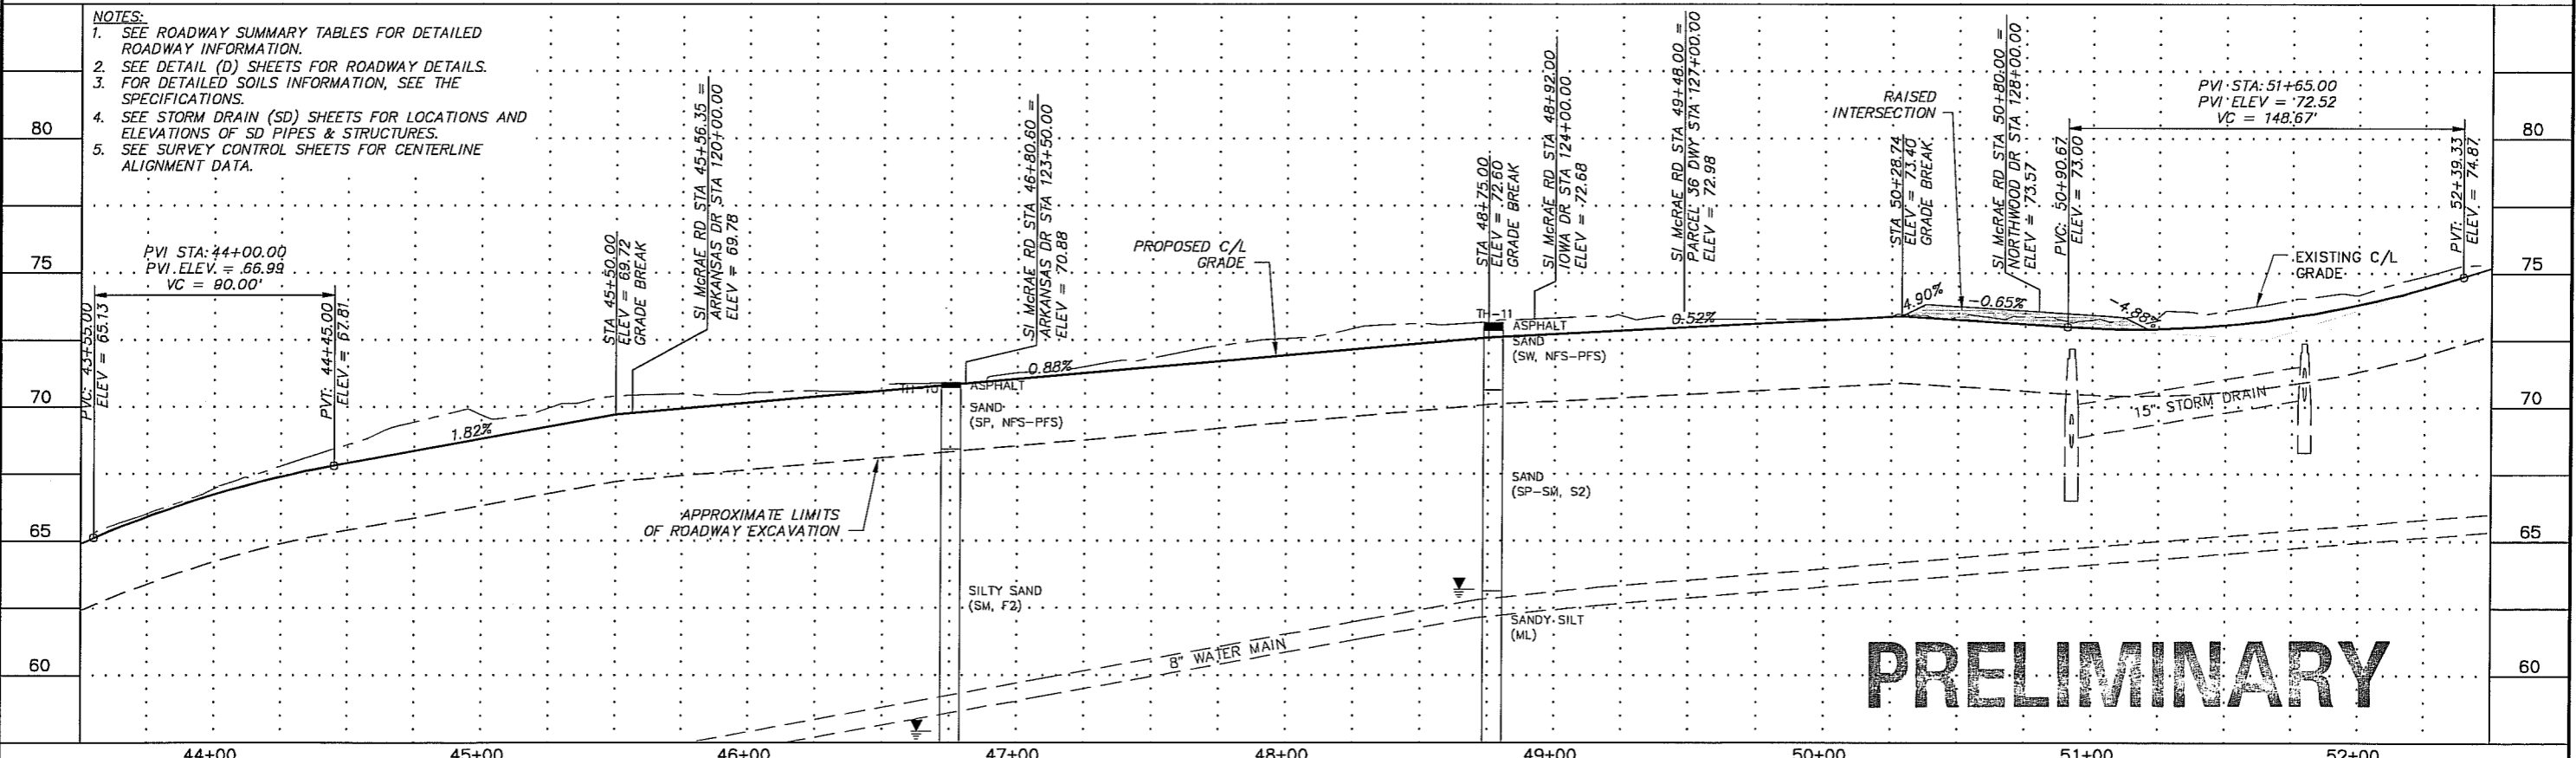 NOTES:
1. SEE ROADWAY SUMMARY TABLES FOR DETAILED
ROADWAY INFORMATION.
2. SEE DETAIL (D) SHEETS FOR ROADWAY DETAILS.
3. FOR DETAILED SOILS INFORMATION, SEE THE
SPECIFICATIONS.
4. SEE STORM DRAIN (SD) SHEETS FOR LOCATIONS AND
ELEVATIONS OF SD PIPES & STRUCTURES.
5. SEE SURVEY CONTROL SHEETS FOR CENTERLINE
ALIGNMENT DATA.
80
75
70
65
60
PVI STA: 44+00.00
PVI ELEV = 66.99
VC = 90.00'
PVC: 43+55.00
ELEV = 65.13
PVT: 44+45.00
ELEV = 67.81
1.82%
STA 45+50.00
ELEV = 69.72
GRADE BREAK
SI McRAE RD STA 45+56.35 =
ARKANSAS DR STA 120+00.00
ELEV = 69.78
SI McRAE RD STA 46+80.60 =
ARKANSAS DR STA 123+50.00
ELEV = 70.88
0.88%
PROPOSED C/L
GRADE
TH-10
ASPHALT
SAND
(SP, NFS-PFS)
SILTY SAND
(SM, F2)
APPROXIMATE LIMITS
OF ROADWAY EXCAVATION
8" WATER MAIN
STA 48+75.00
ELEV = 72.60
GRADE BREAK
SI McRAE RD STA 48+92.00
IOWA DR STA 124+00.00
ELEV = 72.68
SI McRAE RD STA 49+48.00 =
PARCEL 36 DWY STA 127+00.00
ELEV = 72.98
TH-11
ASPHALT
SAND
(SW, NFS-PFS)
SAND
(SP-SM, S2)
SANDY SILT
(ML)
0.52%
RAISED
INTERSECTION
STA 50+28.74
ELEV = 73.40
GRADE BREAK
SI McRAE RD STA 50+80.00 =
NORTHWOOD DR STA 128+00.00
ELEV = 73.57
PVC: 50+90.67
ELEV = 73.00
4.90%
-0.65%
-4.88%
PVI STA: 51+65.00
PVI ELEV = 72.52
VC = 148.67'
EXISTING C/L
GRADE
PVT: 52+39.33
ELEV = 74.87
15" STORM DRAIN
PRELIMINARY
80
75
70
65
60
44+00 45+00 46+00 47+00 48+00 49+00 50+00 51+00 52+00